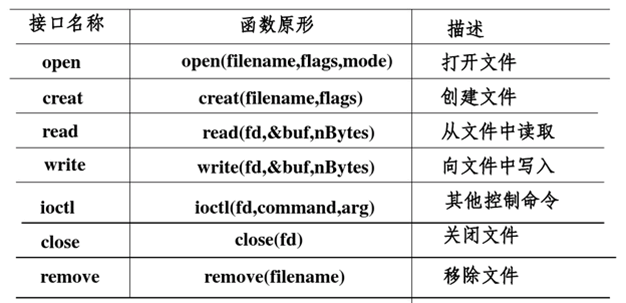 接口名称 函数原形 描述
open open(filename,flags,mode) 打开文件
creat creat(filename,flags) 创建文件
read read(fd,&buf,nBytes) 从文件中读取
write write(fd,&buf,nBytes) 向文件中写入
ioctl ioctl(fd,command,arg) 其他控制命令
close close(fd) 关闭文件
remove remove(filename) 移除文件